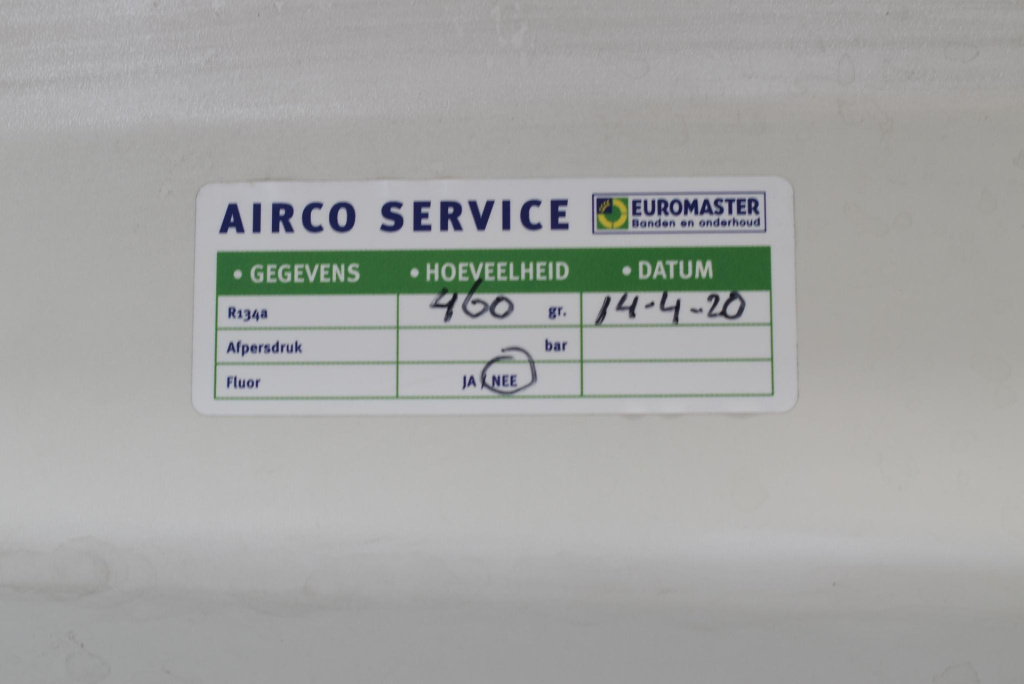 AIRCO SERVICE
EUROMASTER
Banden en onderhoud
• GEGEVENS • HOEVEELHEID • DATUM
R134a 460 gr. 14-4-20
Afpersdruk bar
Fluor JA / NEE